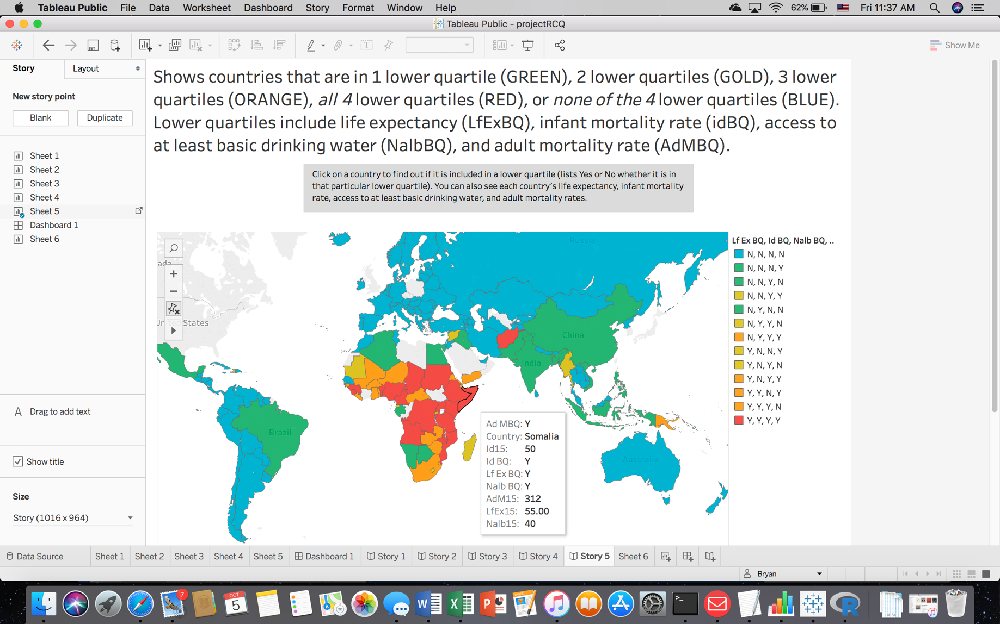 Tableau Public File Data Worksheet Dashboard Story Format Window Help 62% Fri 11:37 AM
Tableau Public - projectRCQ
Show Me
Story Layout
New story point
Blank Duplicate
Sheet 1
Sheet 2
Sheet 3
Sheet 4
Sheet 5
Dashboard 1
Sheet 6
A Drag to add text
Show title
Size
Story (1016 x 964)
Shows countries that are in 1 lower quartile (GREEN), 2 lower quartiles (GOLD), 3 lower
quartiles (ORANGE), all 4 lower quartiles (RED), or none of the 4 lower quartiles (BLUE).
Lower quartiles include life expectancy (LfExBQ), infant mortality rate (idBQ), access to
at least basic drinking water (NalbBQ), and adult mortality rate (AdMBQ).
Click on a country to find out if it is included in a lower quartile (lists Yes or No whether it is in
that particular lower quartile). You can also see each country's life expectancy, infant mortality
rate, access to at least basic drinking water, and adult mortality rates.
Russia
ada
United States
China
India
Brazil
Australia
Ad MBQ: Y
Country: Somalia
Id15: 50
Id BQ: Y
Lf Ex BQ: Y
Nalb BQ: Y
AdM15: 312
LfEx15: 55.00
Nalb15: 40
Lf Ex BQ, Id BQ, Nalb BQ, ..
N, N, N, N
N, N, N, Y
N, N, Y, N
N, N, Y, Y
N, Y, N, N
N, Y, Y, N
N, Y, Y, Y
Y, N, N, Y
Y, N, Y, N
Y, N, Y, Y
Y, Y, N, Y
Y, Y, Y, N
Y, Y, Y, Y
Data Source Sheet 1 Sheet 2 Sheet 3 Sheet 4 Sheet 5 Dashboard 1 Story 1 Story 2 Story 3 Story 4 Story 5 Sheet 6
Bryan
7
OCT
5
3D
W
X
P
PAGES
>_
R
XLSX